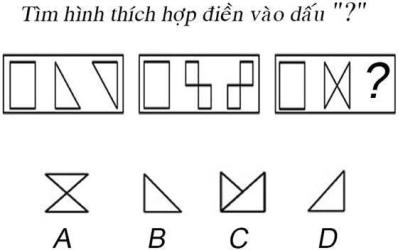 Tìm hình thích hợp điền vào dấu "?"
?
A B C D